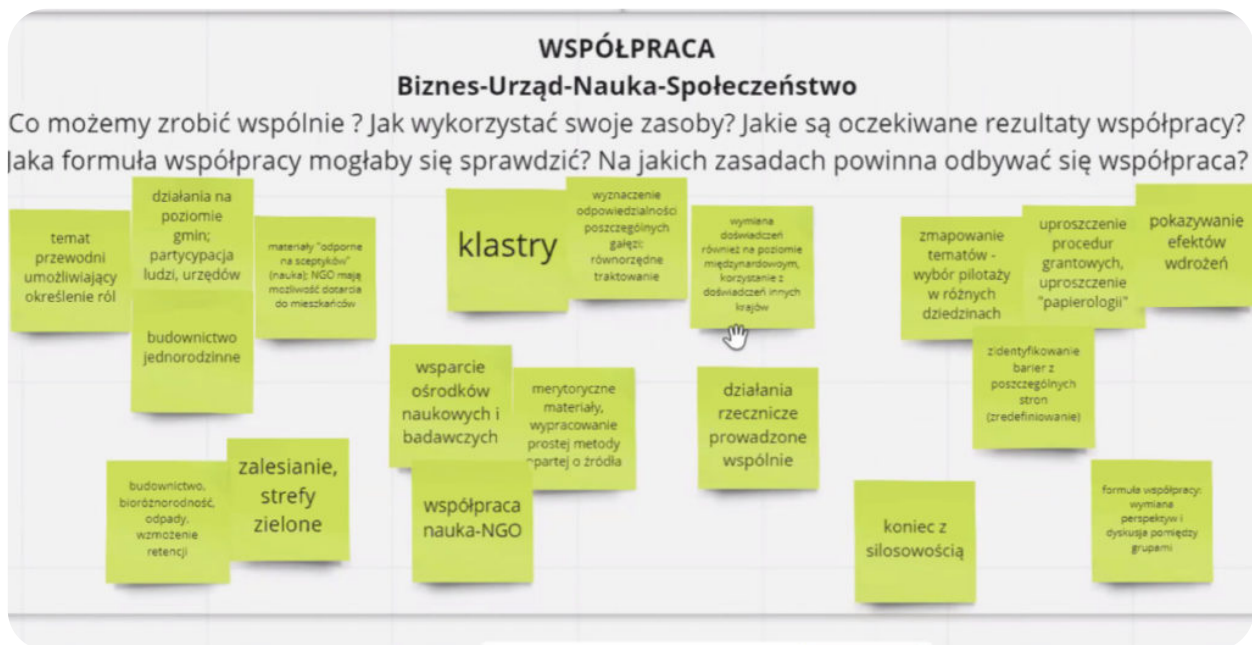 WSPÓŁPRACA
Biznes-Urząd-Nauka-Społeczeństwo
Co możemy zrobić wspólnie ? Jak wykorzystać swoje zasoby? Jakie są oczekiwane rezultaty współpracy?
Jaka formuła współpracy mogłaby się sprawdzić? Na jakich zasadach powinna odbywać się współpraca?
temat
przewodni
umożliwiający
określenie ról
działania na
poziomie
gmin;
partycypacja
ludzi, urzędów
materiały "odporne
na sceptyków"
(nauka); NGO mają
możliwość dotarcia
do mieszkańców
budownictwo
jednorodzinne
klastry
wyznaczenie
odpowiedzialności
poszczególnych
gałęzi;
równorzędne
traktowanie
wymiana
doświadczeń
również na poziomie
międzynardowoym,
korzystanie z
doświadczeń innych
krajów
zmapowanie
tematów -
wybór pilotaży
w różnych
dziedzinach
uproszczenie
procedur
grantowych,
uproszczenie
"papierologii"
pokazywanie
efektów
wdrożeń
zidentyfikowanie
barier z
poszczególnych
stron
(zredefiniowanie)
wsparcie
ośrodków
naukowych i
badawczych
merytoryczne
materiały,
wypracowanie
prostej metody
opartej o źródła
działania
rzecznicze
prowadzone
wspólnie
budownictwo,
bioróżnorodność,
odpady,
wzmożenie
retencji
zalesianie,
strefy
zielone
współpraca
nauka-NGO
koniec z
silosowością
formuła współpracy:
wymiana
perspektyw i
dyskusja pomiędzy
grupami